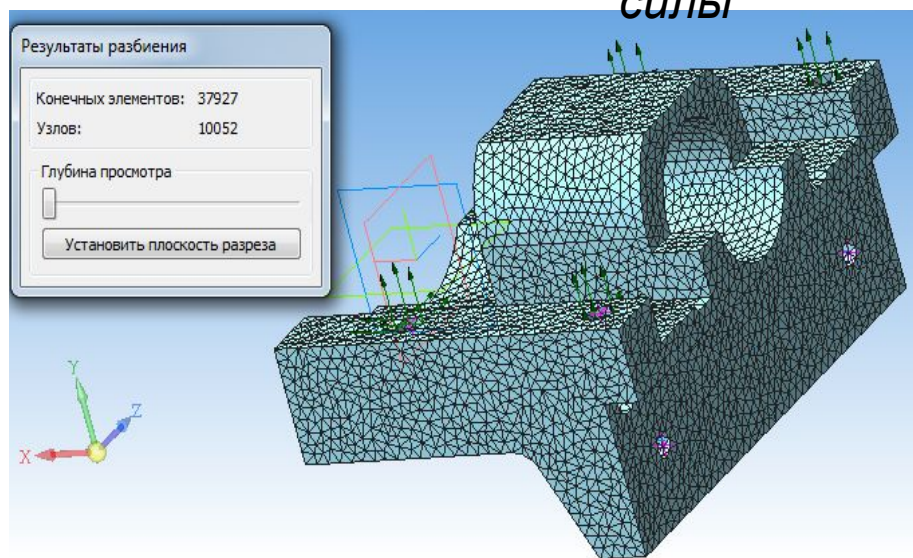 силы
Результаты разбиения
Конечных элементов: 37927
Узлов: 10052
Глубина просмотра
Установить плоскость разреза
Y
Z
X